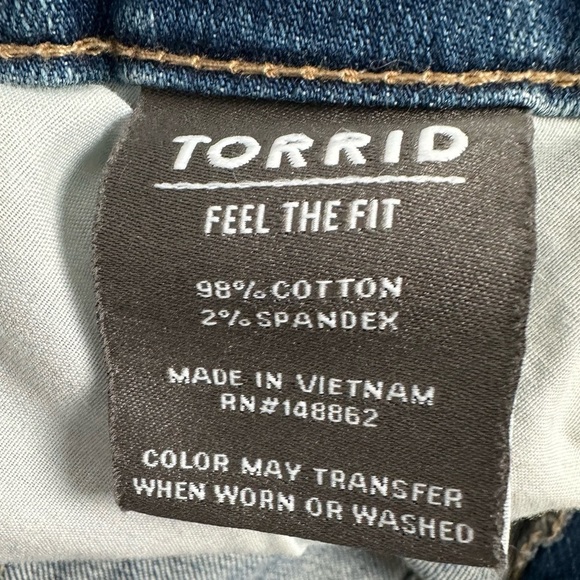 TORRID
FEEL THE FIT
98% COTTON
2% SPANDEX
MADE IN VIETNAM
RN#148862
COLOR MAY TRANSFER
WHEN WORN OR WASHED